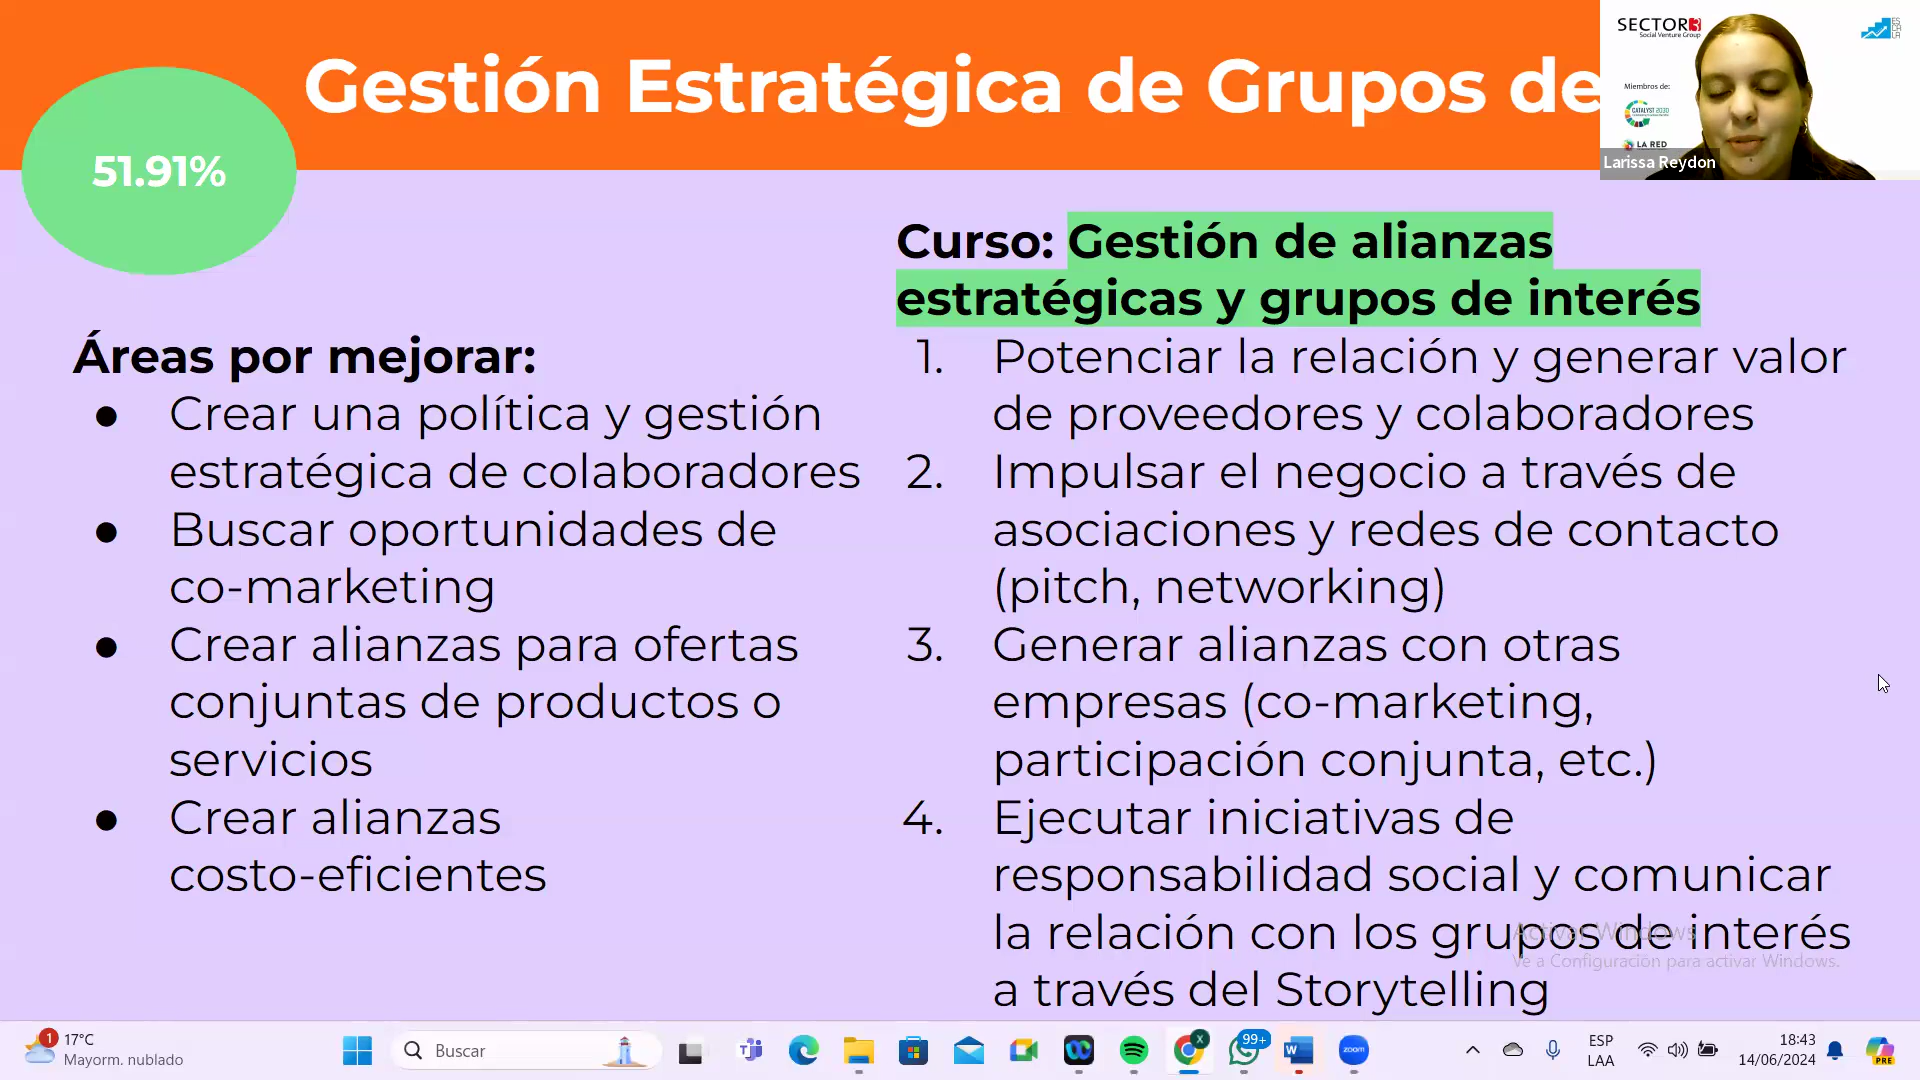 Gestión Estratégica de Grupos de
51.91%
SECTOR3
Social Venture Group
Miembros de:
CATALYST 2030
LA RED
Larissa Reydon
Áreas por mejorar:
● Crear una política y gestión
estratégica de colaboradores
● Buscar oportunidades de
co-marketing
● Crear alianzas para ofertas
conjuntas de productos o
servicios
● Crear alianzas
costo-eficientes
Curso: Gestión de alianzas
estratégicas y grupos de interés
1. Potenciar la relación y generar valor
de proveedores y colaboradores
2. Impulsar el negocio a través de
asociaciones y redes de contacto
(pitch, networking)
3. Generar alianzas con otras
empresas (co-marketing,
participación conjunta, etc.)
4. Ejecutar iniciativas de
responsabilidad social y comunicar
la relación con los grupos de interés
a través del Storytelling
Activar Windows
Ve a Configuración para activar Windows.
1
17°C
Mayorm. nublado
Buscar
X
99+
W
zoom
ESP
LAA
18:43
14/06/2024
PRE